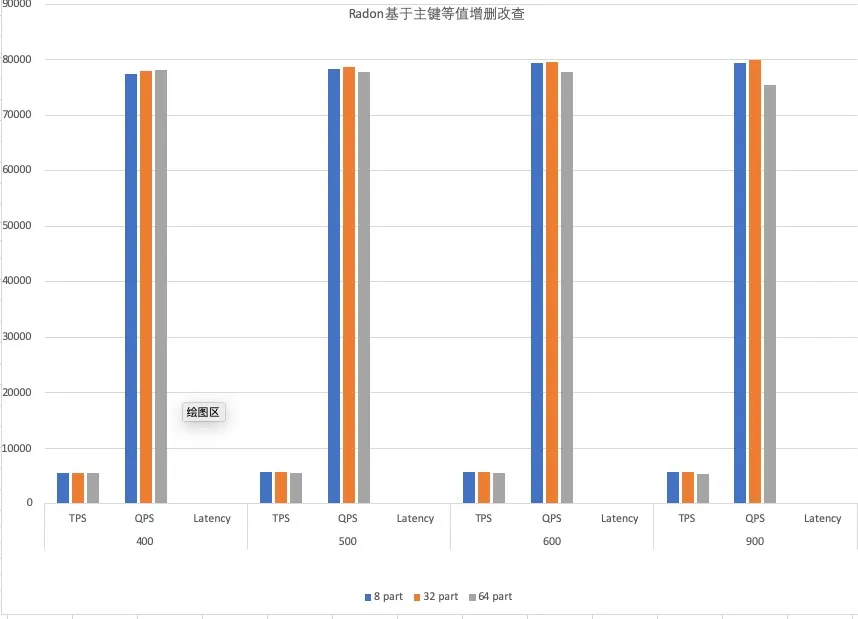 Radon基于主键等值增删改查
90000
80000
70000
60000
50000
40000
30000
20000
10000
0
绘图区
TPS QPS Latency TPS QPS Latency TPS QPS Latency TPS QPS Latency
400 500 600 900
8 part 32 part 64 part